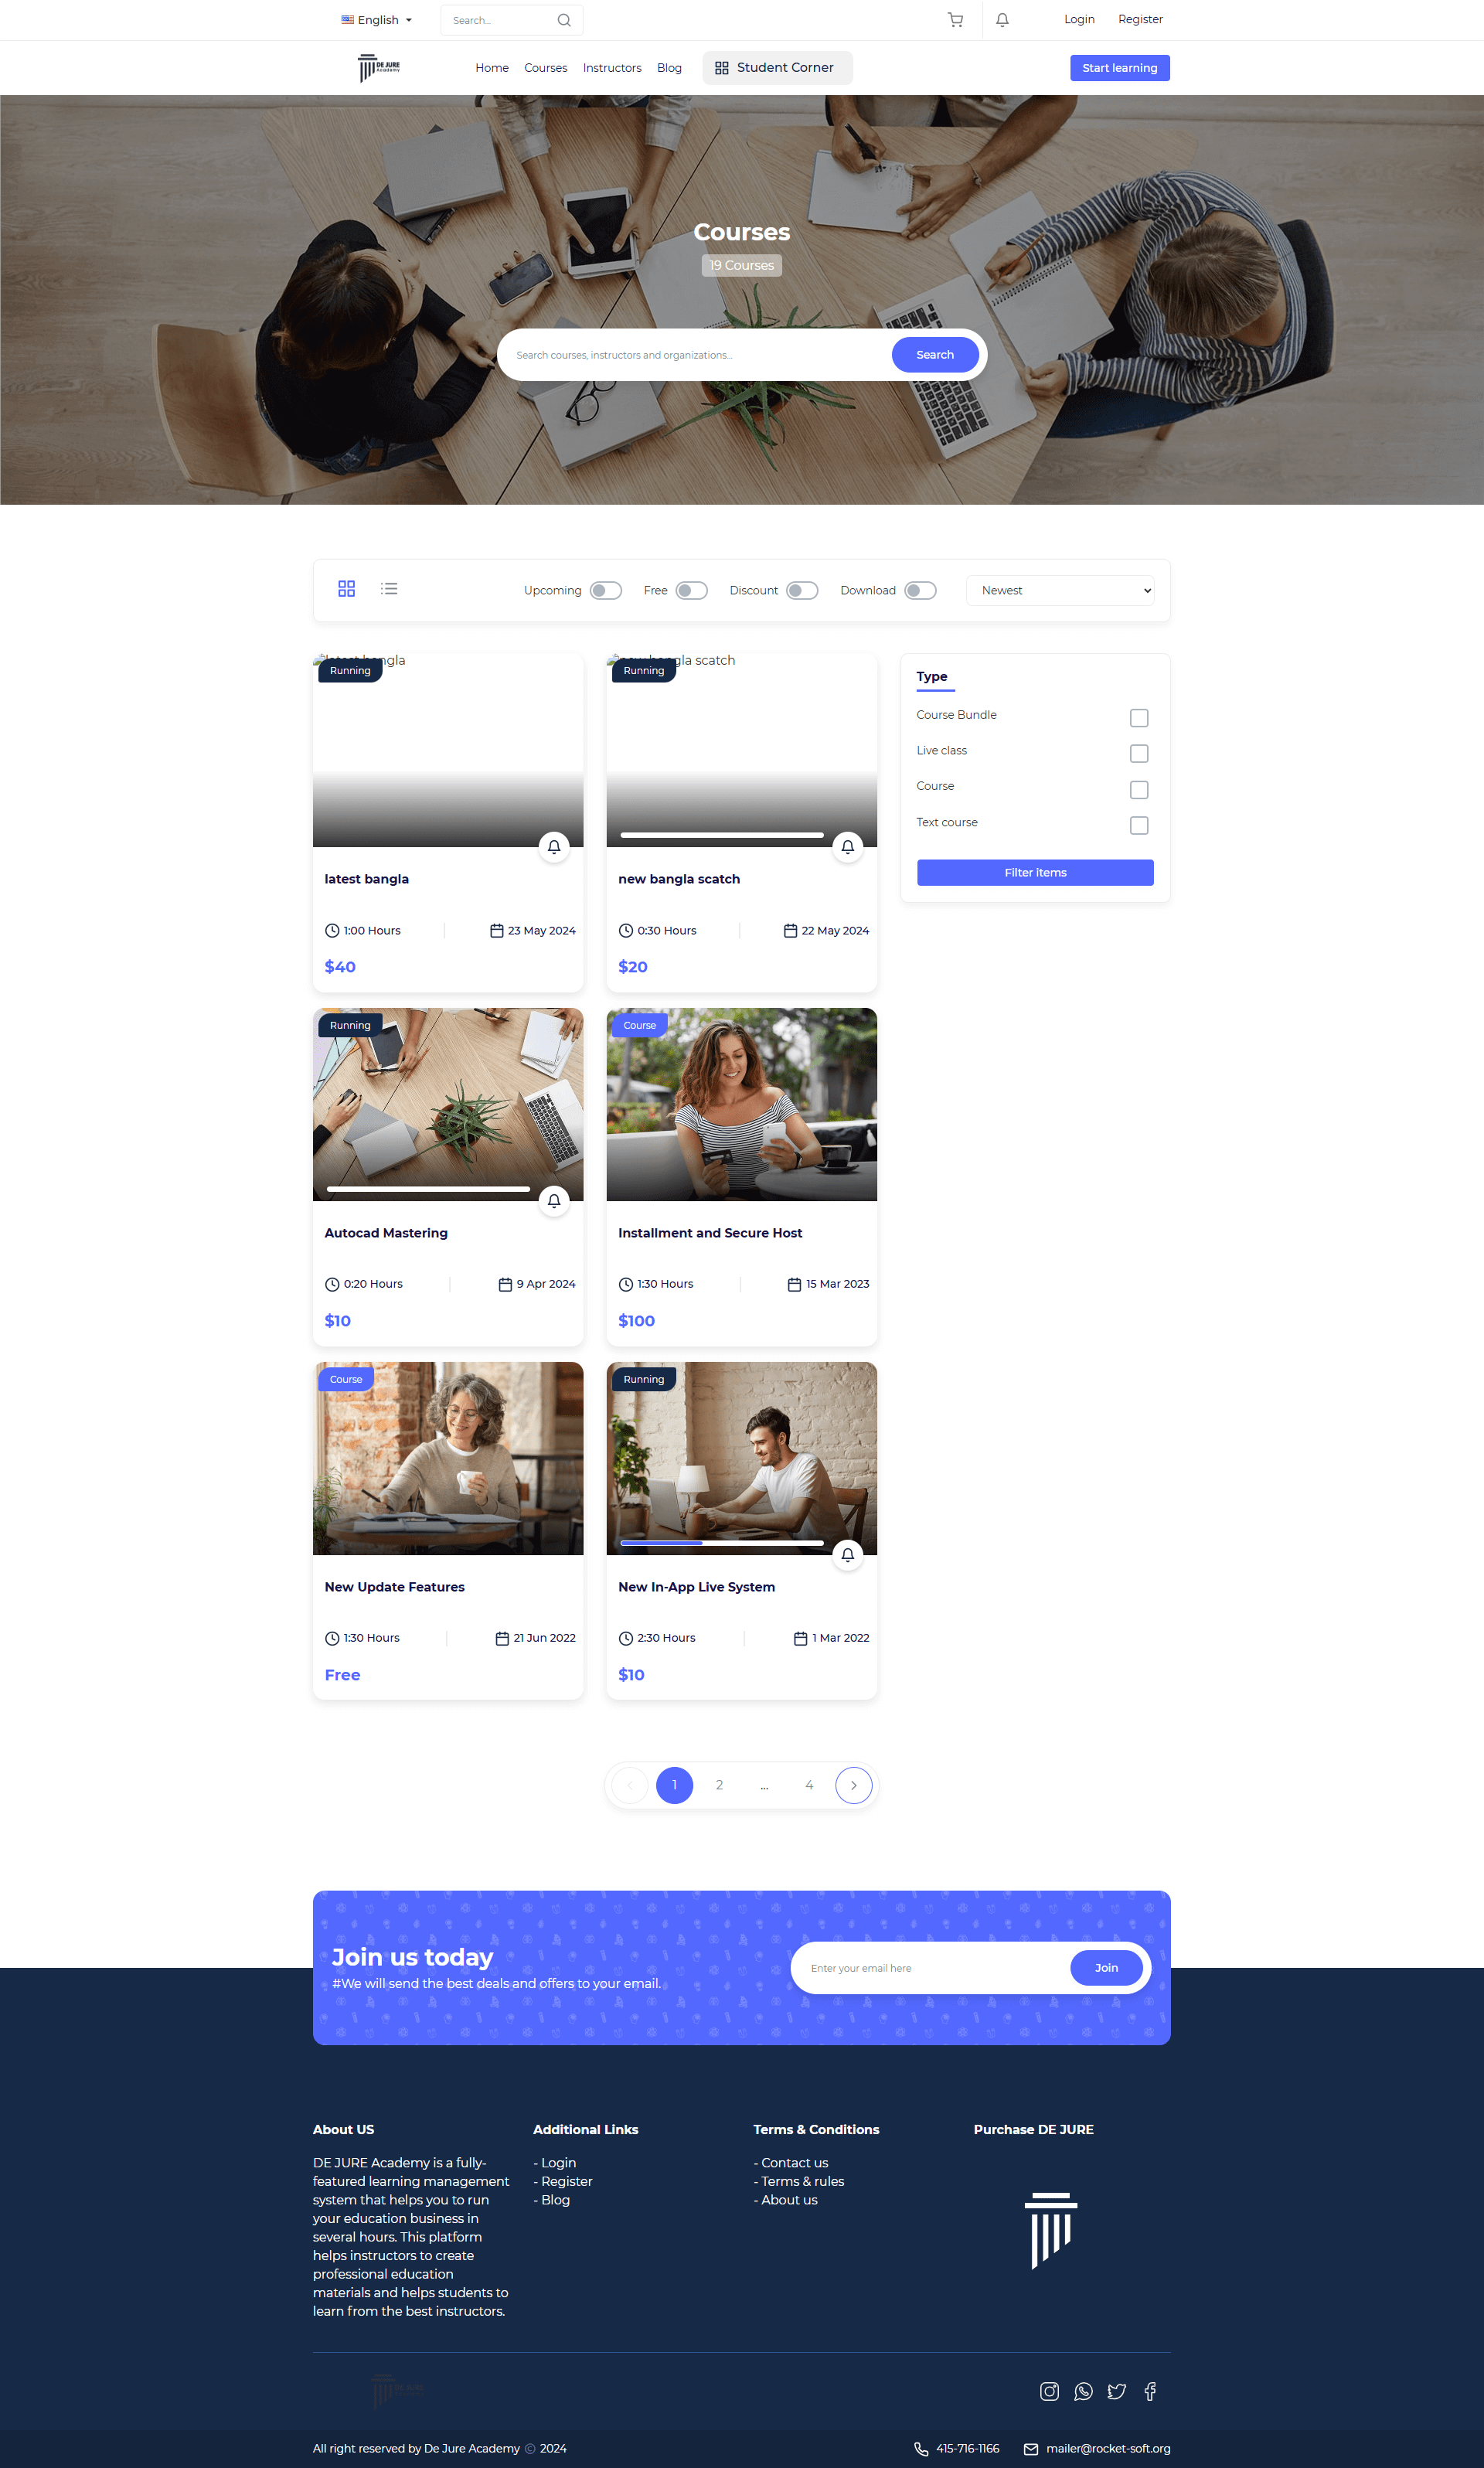 English
Search...
Login
Register
DE JURE
Academy
Home
Courses
Instructors
Blog
Student Corner
Start learning
Courses
19 Courses
Search courses, instructors and organizations...
Search
Upcoming
Free
Discount
Download
Newest
latest bangla
Running
new bangla scatch
Running
Type
Course Bundle
Live class
Course
Text course
Filter items
latest bangla
1:00 Hours
23 May 2024
$40
new bangla scatch
0:30 Hours
22 May 2024
$20
Running
Autocad Mastering
0:20 Hours
9 Apr 2024
$10
Course
Installment and Secure Host
1:30 Hours
15 Mar 2023
$100
Course
New Update Features
1:30 Hours
21 Jun 2022
Free
Running
New In-App Live System
2:30 Hours
1 Mar 2022
$10
1
2
...
4
Join us today
#We will send the best deals and offers to your email.
Enter your email here
Join
About US
DE JURE Academy is a fully-
featured learning management
system that helps you to run
your education business in
several hours. This platform
helps instructors to create
professional education
materials and helps students to
learn from the best instructors.
Additional Links
- Login
- Register
- Blog
Terms & Conditions
- Contact us
- Terms & rules
- About us
Purchase DE JURE
DE JURE
All right reserved by De Jure Academy © 2024
415-716-1166
mailer@rocket-soft.org